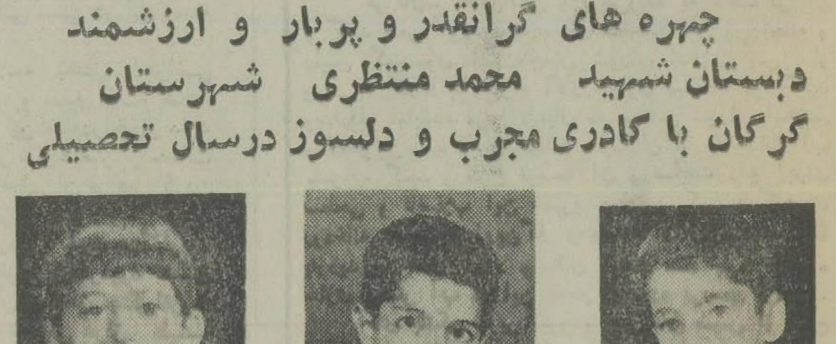 چهره های گرانقدر و پربار و ارزشمند
دبستان شهید محمد منتظری شهرستان
گرگان با کادری مجرب و دلسوز درسال تحصیلی